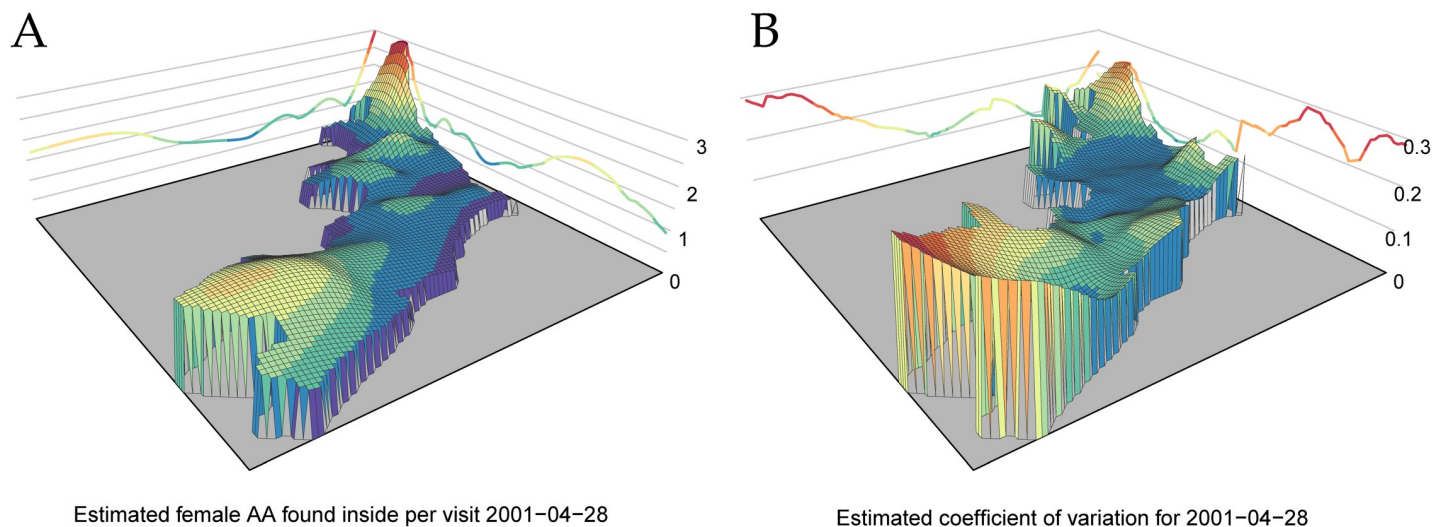 A
B
3
2
1
0
0.3
0.2
0.1
0
Estimated female AA found inside per visit 2001−04−28
Estimated coefficient of variation for 2001−04−28